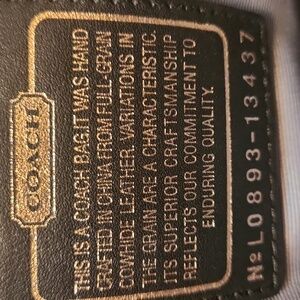 COACH
THIS IS A COACH BAG.IT WAS HAND
CRAFTED IN CHINA FROM FULL-GRAIN
COWHIDE LEATHER. VARIATIONS IN
THE GRAIN ARE A CHARACTERISTIC.
IT'S SUPERIOR CRAFTSMANSHIP
REFLECTS OUR COMMITMENT TO
ENDURING QUALITY.
№ L0893-13437